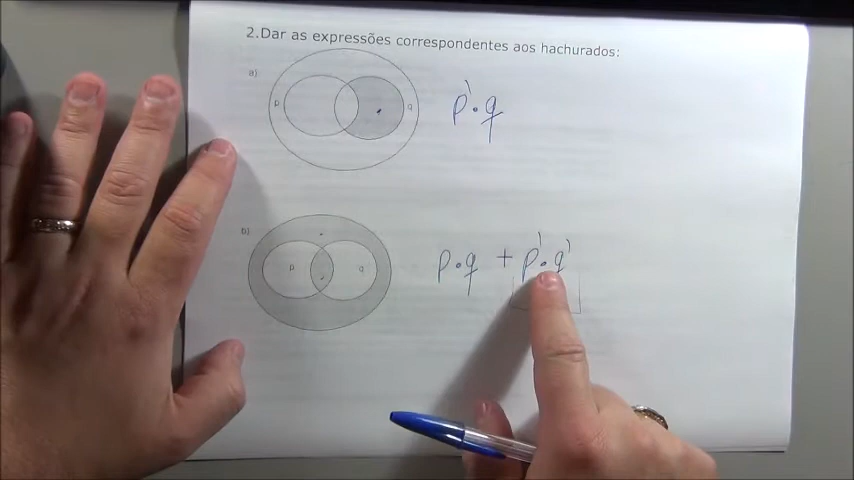 2.Dar as expressões correspondentes aos hachurados:
a)
p q p'•q
b)
p q p•q + p'•q'